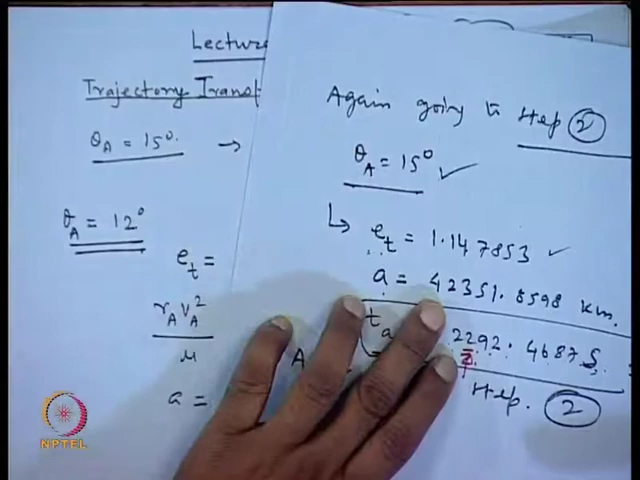 Lecture
Trajectory Transf
θA = 15°. →
θA = 12°
et =
rA VA²
μ
a =
Again going to step 2
θA = 15° ✓
↳ et = 1.147853 ✓
a = 42351.8598 km.
ta 2292.4687 S
step. 2
NPTEL